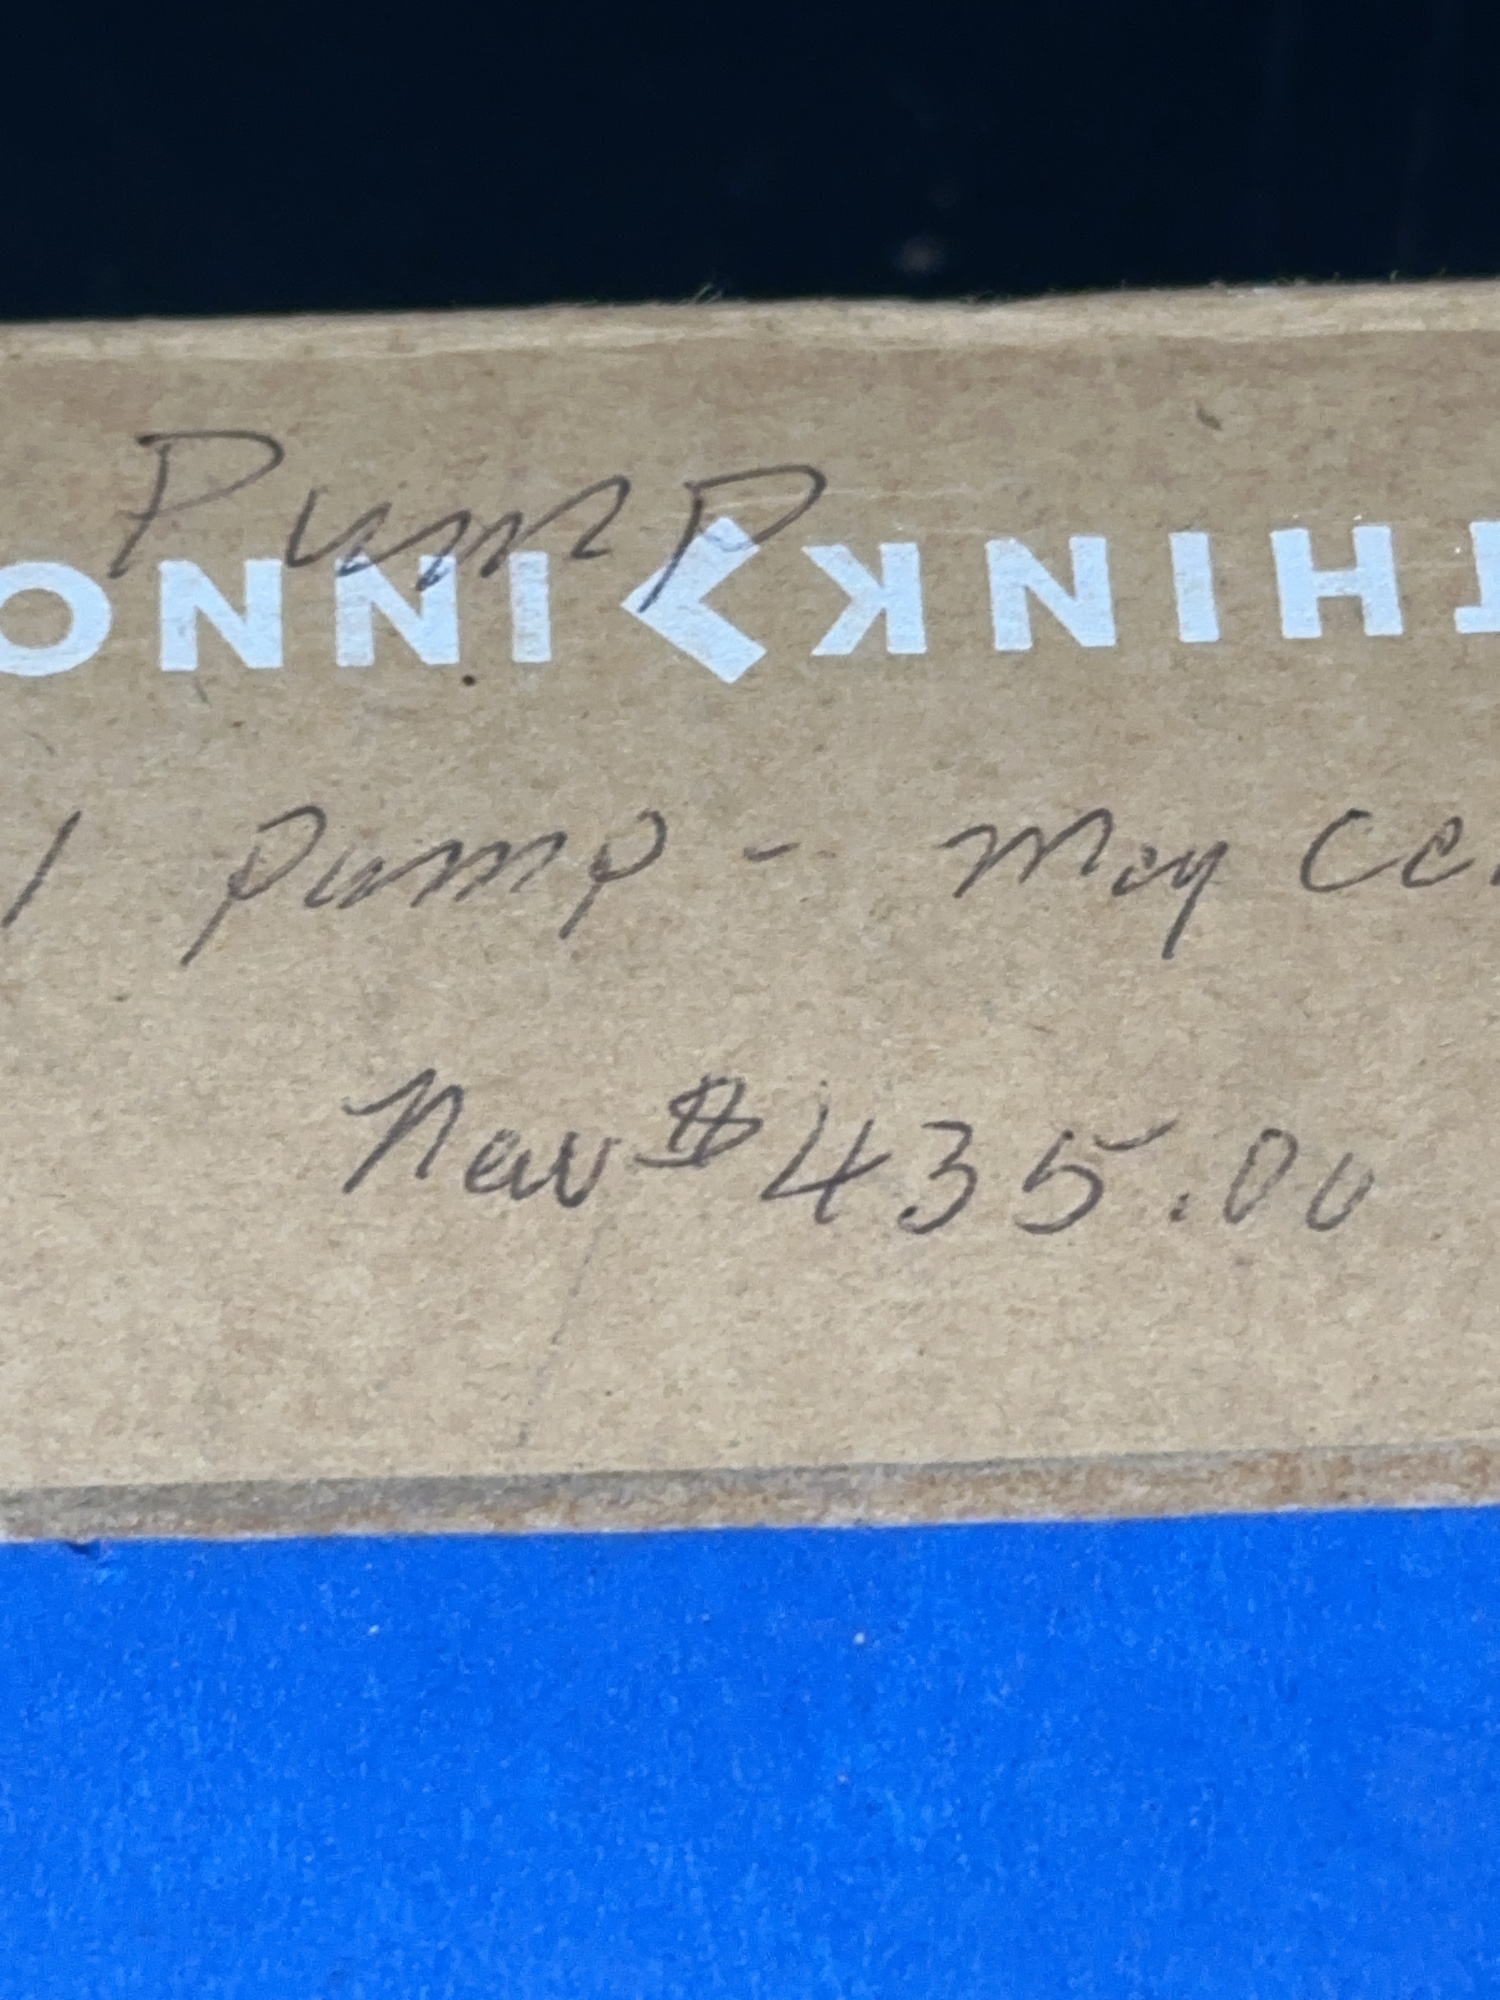 Pump
THINK > INNO
1 pump - may ce
New $435.00